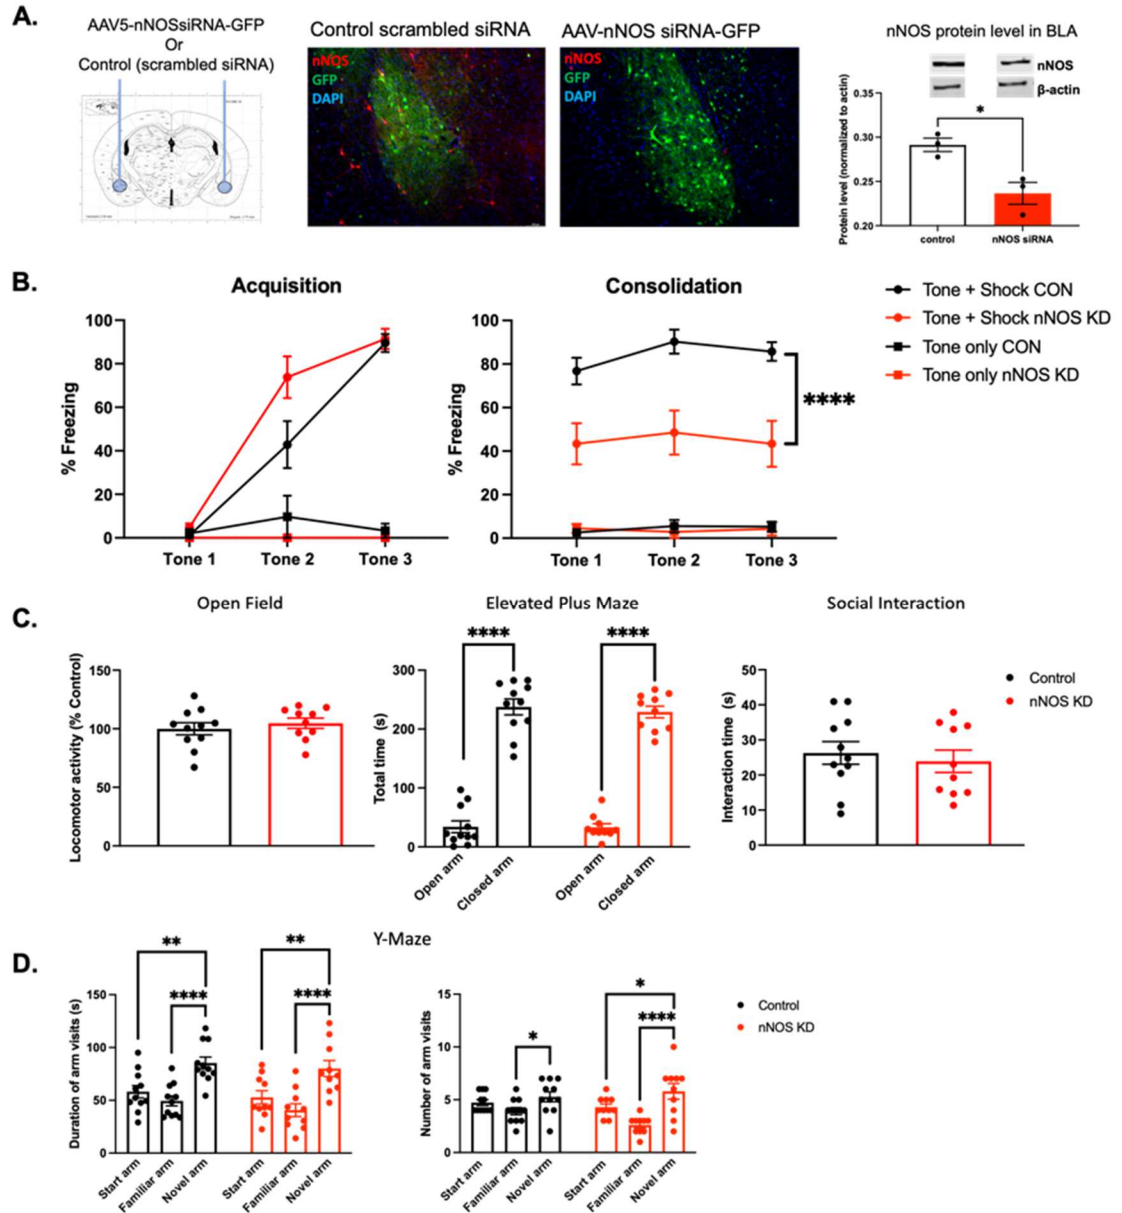 A.
AAV5-nNOSsiRNA-GFP
Or
Control (scrambled siRNA)
Control scrambled siRNA
nNOS
GFP
DAPI
AAV-nNOS siRNA-GFP
nNOS
GFP
DAPI
nNOS protein level in BLA
nNOS
β-actin
*
Protein level (normalized to actin)
0.35
0.30
0.25
0.20
control
nNOS siRNA
B.
Acquisition
% Freezing
100
80
60
40
20
0
Tone 1
Tone 2
Tone 3
Consolidation
% Freezing
100
80
60
40
20
0
Tone 1
Tone 2
Tone 3
****
Tone + Shock CON
Tone + Shock nNOS KD
Tone only CON
Tone only nNOS KD
C.
Open Field
Locomotor activity (% Control)
150
100
50
0
Elevated Plus Maze
**** ****
Total time (s)
300
200
100
0
Open arm
Closed arm
Open arm
Closed arm
Social Interaction
Interaction time (s)
50
40
30
20
10
0
Control
nNOS KD
D.
Y-Maze
** **
**** ****
Duration of arm visits (s)
150
100
50
0
Start arm
Familiar arm
Novel arm
Start arm
Familiar arm
Novel arm
Number of arm visits
15
10
5
0
*
*
****
Start arm
Familiar arm
Novel arm
Start arm
Familiar arm
Novel arm
Control
nNOS KD